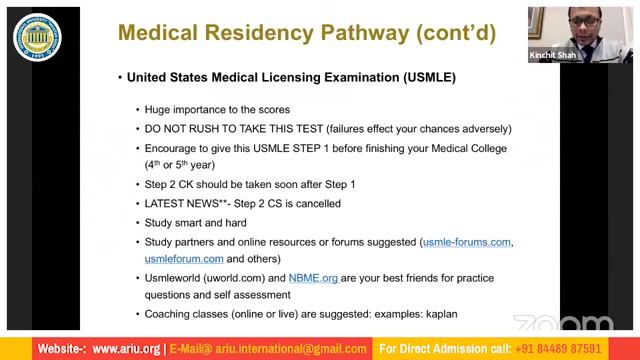 Medical Residency Pathway (cont'd)
Kinchit Shah
• United States Medical Licensing Examination (USMLE)
• Huge importance to the scores
• DO NOT RUSH TO TAKE THIS TEST (failures effect your chances adversely)
• Encourage to give this USMLE STEP 1 before finishing your Medical College
(4th or 5th year)
• Step 2 CK should be taken soon after Step 1
• LATEST NEWS**- Step 2 CS is cancelled
• Study smart and hard
• Study partners and online resources or forums suggested (usmle-forums.com,
usmleforum.com and others)
• Usmleworld (uworld.com) and NBME.org are your best friends for practice
questions and self assessment
• Coaching classes (online or live) are suggested: examples: kaplan
zoom
Website-: www.ariu.org | E-Mail@ ariu.international@gmail.com For Direct Admission call: +91 84489 87591